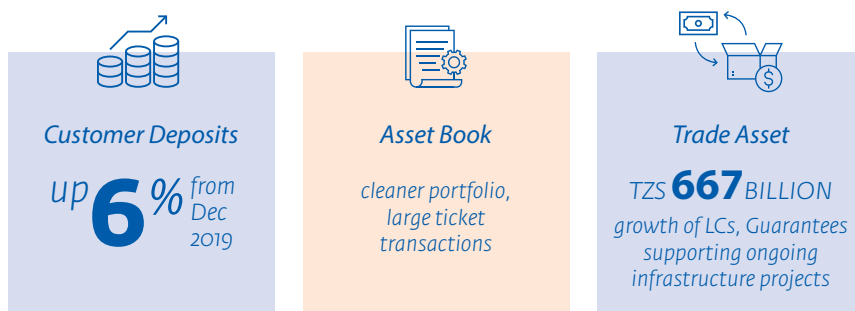 Customer Deposits
up 6% from
Dec
2019
Asset Book
cleaner portfolio,
large ticket
transactions
Trade Asset
TZS 667 BILLION
growth of LCs, Guarantees
supporting ongoing
infrastructure projects
$